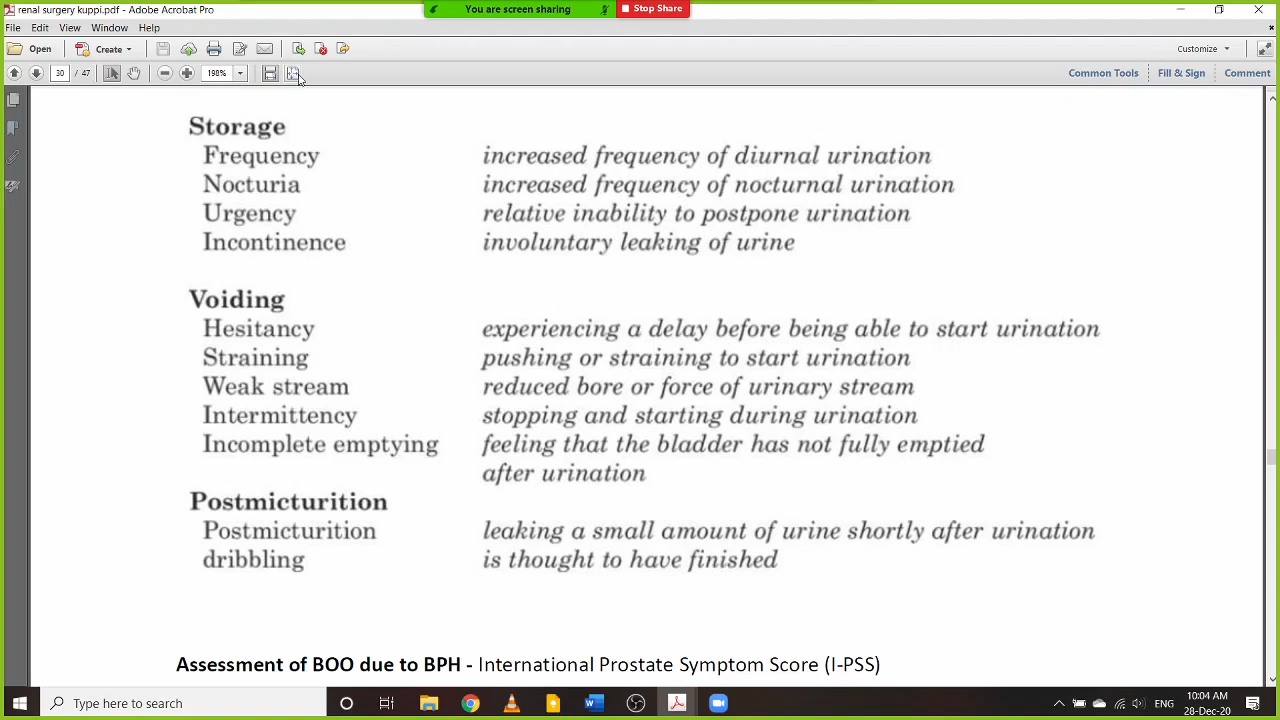 renal surgery kuppi.pdf - Adobe Acrobat Pro
You are screen sharing
Stop Share
File Edit View Window Help
Open Create Customize
30 / 47 198% Common Tools Fill & Sign Comment
Storage
Frequency increased frequency of diurnal urination
Nocturia increased frequency of nocturnal urination
Urgency relative inability to postpone urination
Incontinence involuntary leaking of urine
Voiding
Hesitancy experiencing a delay before being able to start urination
Straining pushing or straining to start urination
Weak stream reduced bore or force of urinary stream
Intermittency stopping and starting during urination
Incomplete emptying feeling that the bladder has not fully emptied
after urination
Postmicturition
Postmicturition leaking a small amount of urine shortly after urination
dribbling is thought to have finished
Assessment of BOO due to BPH - International Prostate Symptom Score (I-PSS)
Type here to search
ENG
10:04 AM
28-Dec-20